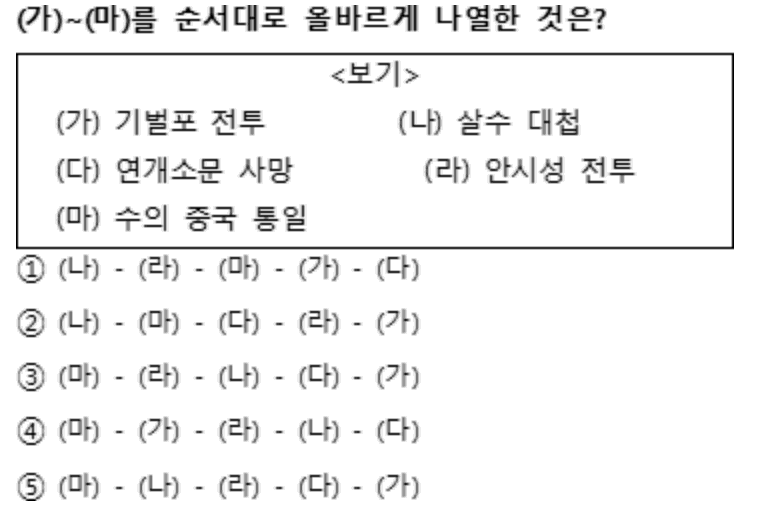 (가)~(마)를 순서대로 올바르게 나열한 것은?
<보기>
(가) 기벌포 전투 (나) 살수 대첩
(다) 연개소문 사망 (라) 안시성 전투
(마) 수의 중국 통일
① (나) - (라) - (마) - (가) - (다)
② (나) - (마) - (다) - (라) - (가)
③ (마) - (라) - (나) - (다) - (가)
④ (마) - (가) - (라) - (나) - (다)
⑤ (마) - (나) - (라) - (다) - (가)